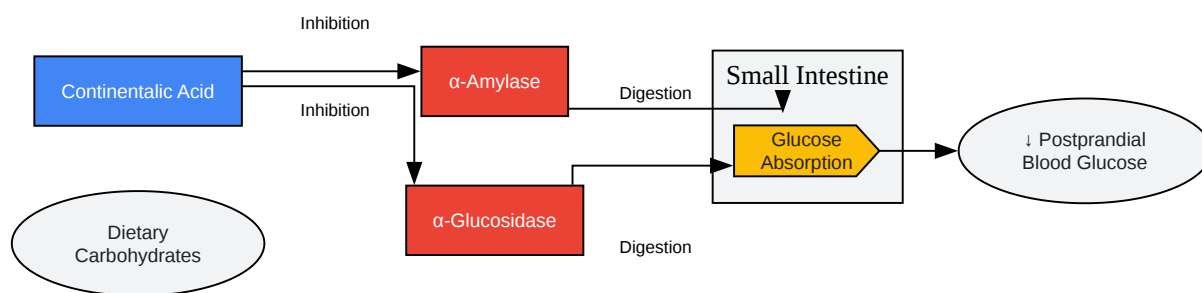 Inhibition
Continentalic Acid
Inhibition
α-Amylase
Digestion
Small Intestine
Glucose
Absorption
↓ Postprandial
Blood Glucose
α-Glucosidase
Digestion
Dietary
Carbohydrates